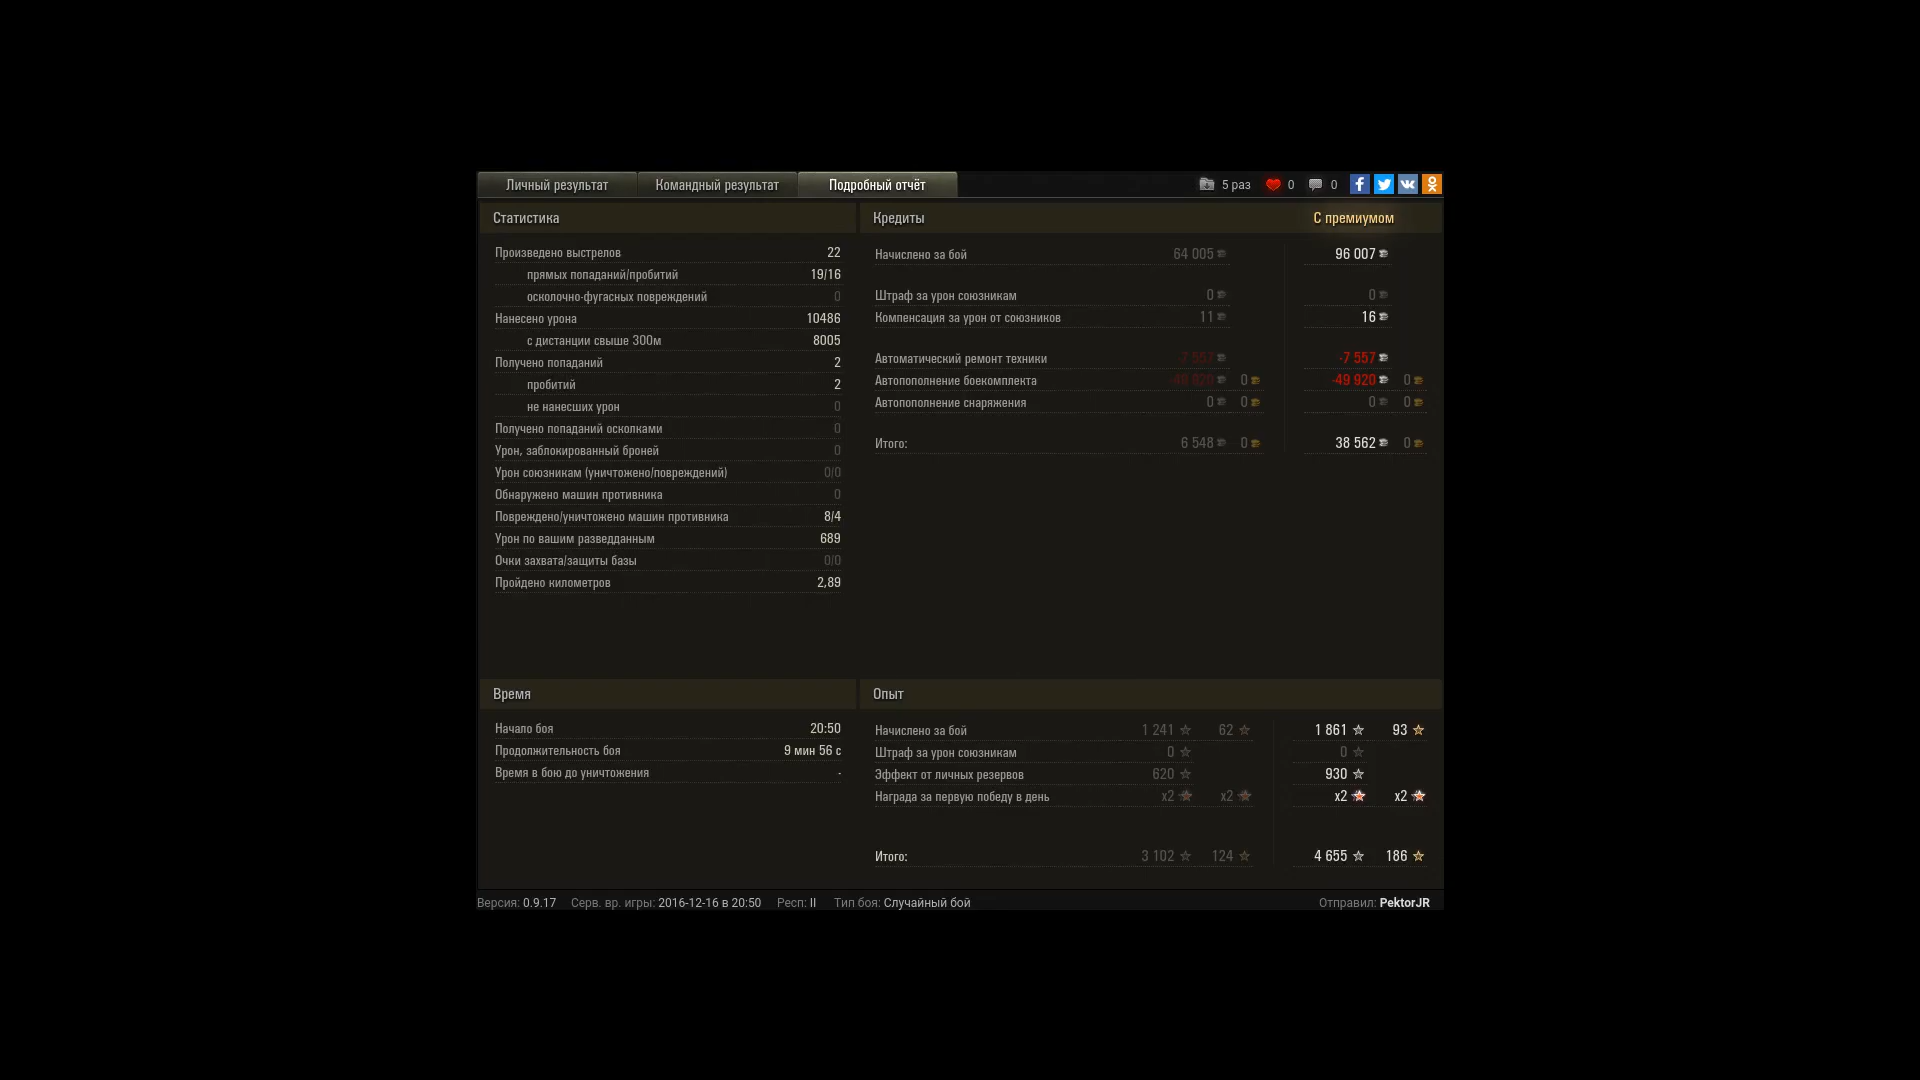 Личный результат Командный результат Подробный отчёт 5 раз 0 0
Статистика
Произведено выстрелов 22
прямых попаданий/пробитий 19/16
осколочно-фугасных повреждений 0
Нанесено урона 10486
с дистанции свыше 300м 8005
Получено попаданий 2
пробитий 2
не нанесших урон 0
Получено попаданий осколками 0
Урон, заблокированный броней 0
Урон союзникам (уничтожено/повреждений) 0/0
Обнаружено машин противника 0
Повреждено/уничтожено машин противника 8/4
Урон по вашим разведданным 689
Очки захвата/защиты базы 0/0
Пройдено километров 2,89
Кредиты С премиумом
Начислено за бой 64 005 96 007
Штраф за урон союзникам 0 0
Компенсация за урон от союзников 11 16
Автоматический ремонт техники -7 557 -7 557
Автопополнение боекомплекта -49 920 0 -49 920 0
Автопополнение снаряжения 0 0 0 0
Итого: 6 548 0 38 562 0
Время
Начало боя 20:50
Продолжительность боя 9 мин 56 с
Время в бою до уничтожения -
Опыт
Начислено за бой 1 241 62 1 861 93
Штраф за урон союзникам 0 0
Эффект от личных резервов 620 930
Награда за первую победу в день x2 x2 x2 x2
Итого: 3 102 124 4 655 186
Версия: 0.9.17 Серв. вр. игры: 2016-12-16 в 20:50 Респ: II Тип боя: Случайный бой Отправил: PektorJR